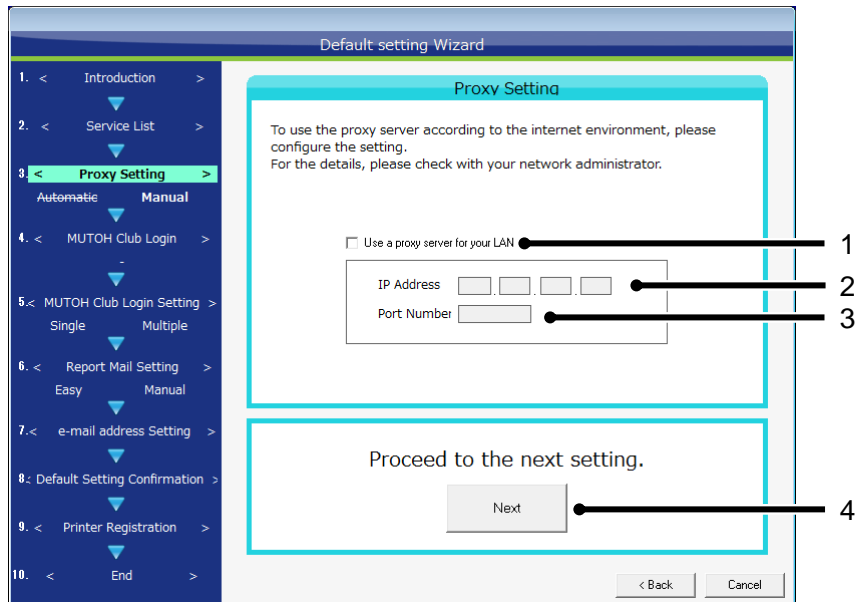 Default setting Wizard
1. < Introduction >
2. < Service List >
3. < Proxy Setting >
Automatic Manual
4. < MUTOH Club Login >
-
5.< MUTOH Club Login Setting >
Single Multiple
6. < Report Mail Setting >
Easy Manual
7.< e-mail address Setting >
8.< Default Setting Confirmation >
9. < Printer Registration >
10. < End >
Proxy Setting
To use the proxy server according to the internet environment, please
configure the setting.
For the details, please check with your network administrator.
Use a proxy server for your LAN
1
IP Address . . .
2
Port Number
3
Proceed to the next setting.
Next
4
< Back Cancel